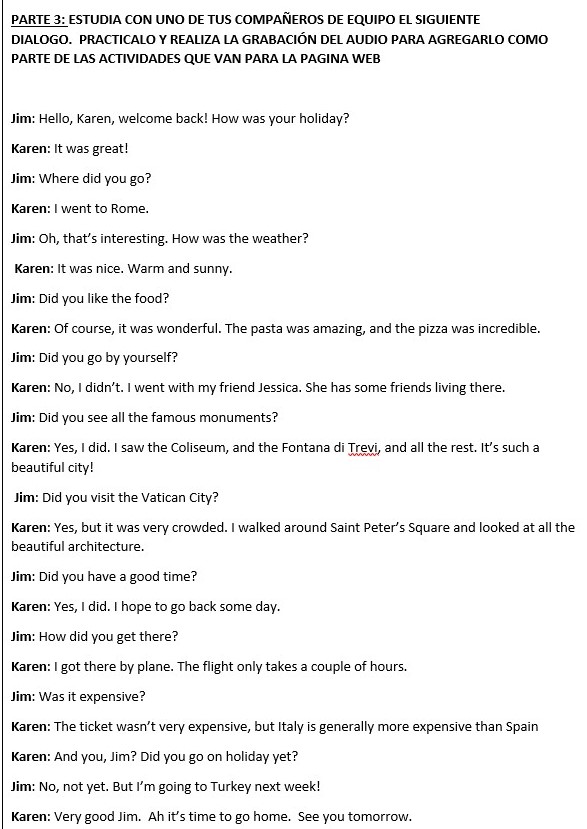 PARTE 3: ESTUDIA CON UNO DE TUS COMPAÑEROS DE EQUIPO EL SIGUIENTE
DIALOGO.  PRACTICALO Y REALIZA LA GRABACIÓN DEL AUDIO PARA AGREGARLO COMO
PARTE DE LAS ACTIVIDADES QUE VAN PARA LA PAGINA WEB
Jim: Hello, Karen, welcome back! How was your holiday?
Karen: It was great!
Jim: Where did you go?
Karen: I went to Rome.
Jim: Oh, that's interesting. How was the weather?
Karen: It was nice. Warm and sunny.
Jim: Did you like the food?
Karen: Of course, it was wonderful. The pasta was amazing, and the pizza was incredible.
Jim: Did you go by yourself?
Karen: No, I didn't. I went with my friend Jessica. She has some friends living there.
Jim: Did you see all the famous monuments?
Karen: Yes, I did. I saw the Coliseum, and the Fontana di Trevi, and all the rest. It's such a
beautiful city!
Jim: Did you visit the Vatican City?
Karen: Yes, but it was very crowded. I walked around Saint Peter's Square and looked at all the
beautiful architecture.
Jim: Did you have a good time?
Karen: Yes, I did. I hope to go back some day.
Jim: How did you get there?
Karen: I got there by plane. The flight only takes a couple of hours.
Jim: Was it expensive?
Karen: The ticket wasn't very expensive, but Italy is generally more expensive than Spain
Karen: And you, Jim? Did you go on holiday yet?
Jim: No, not yet. But I'm going to Turkey next week!
Karen: Very good Jim.  Ah it's time to go home.  See you tomorrow.